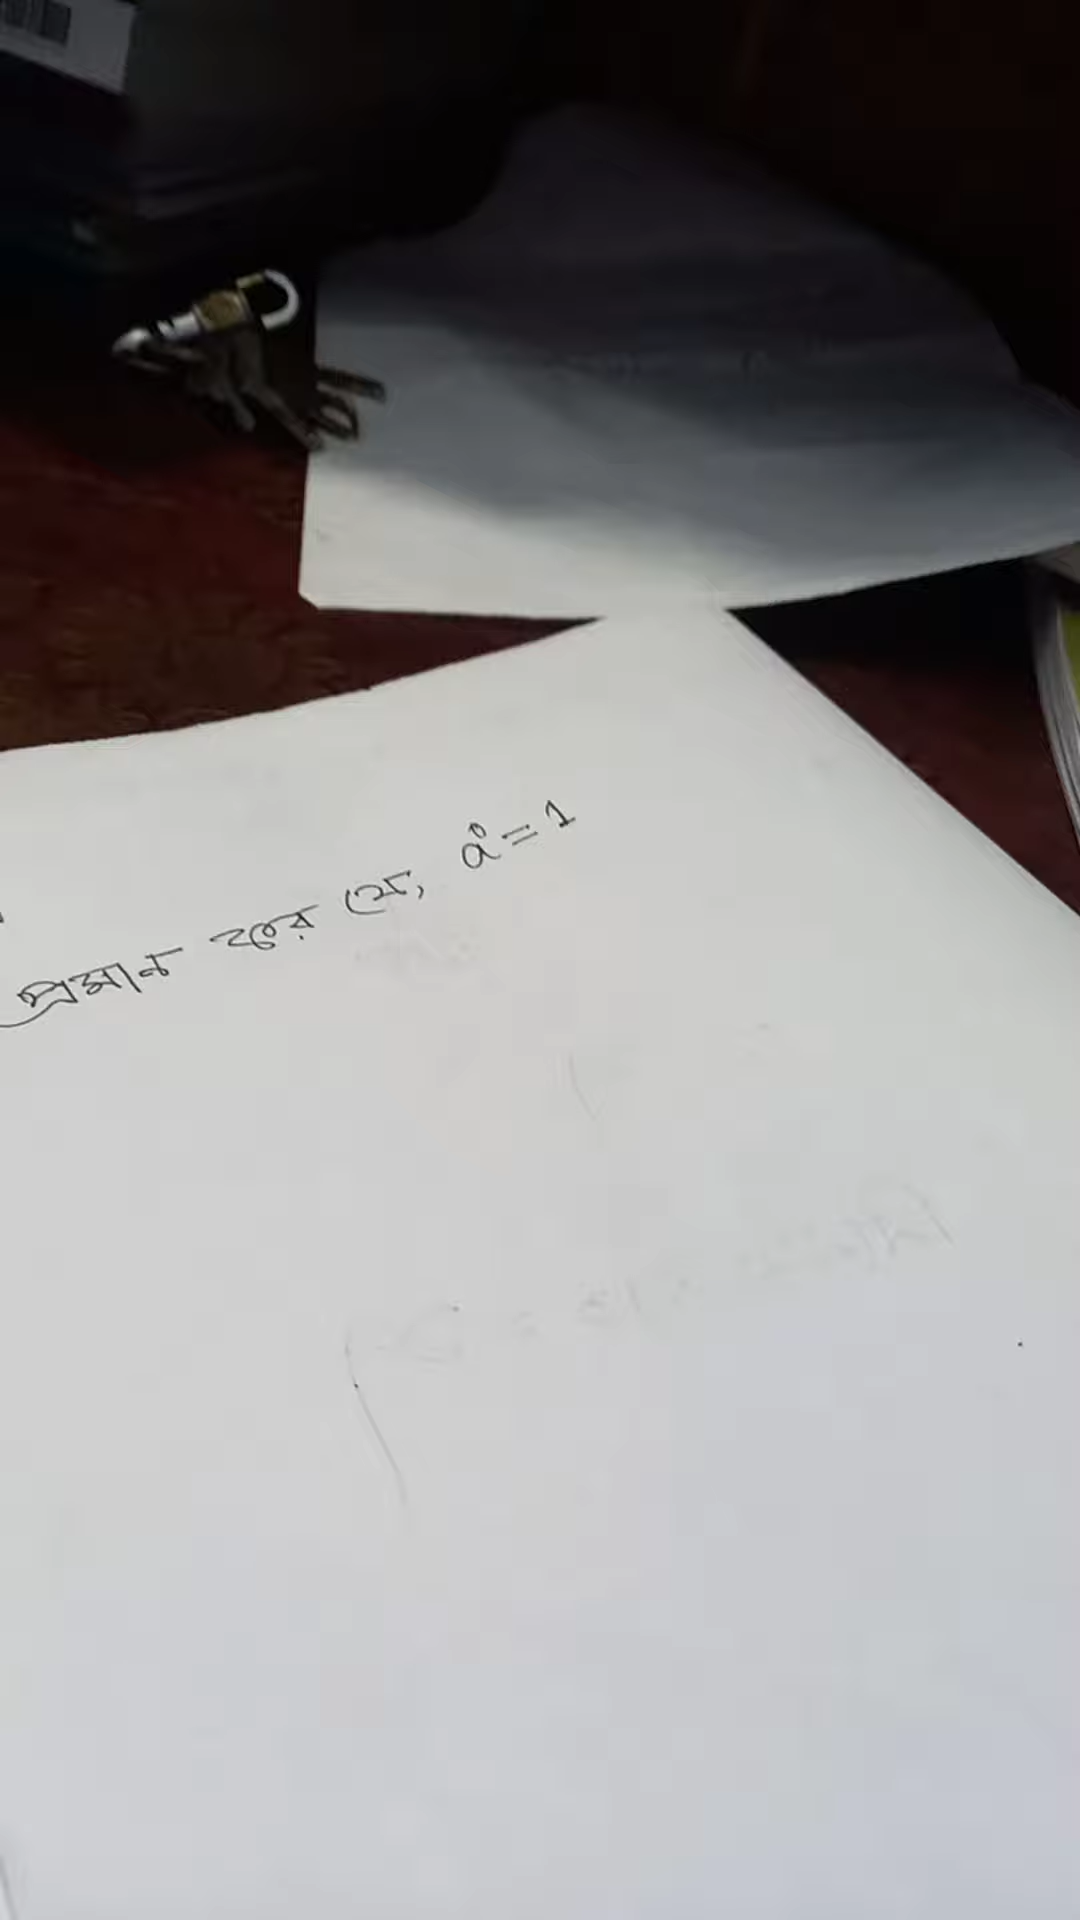 প্রমান করো যে, a⁰ = 1